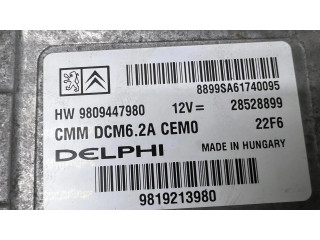 8899SA61740095
HW 9809447980 12V= 28528899
CMM DCM6.2A CEM0 22F6
DELPHI MADE IN HUNGARY
9819213980